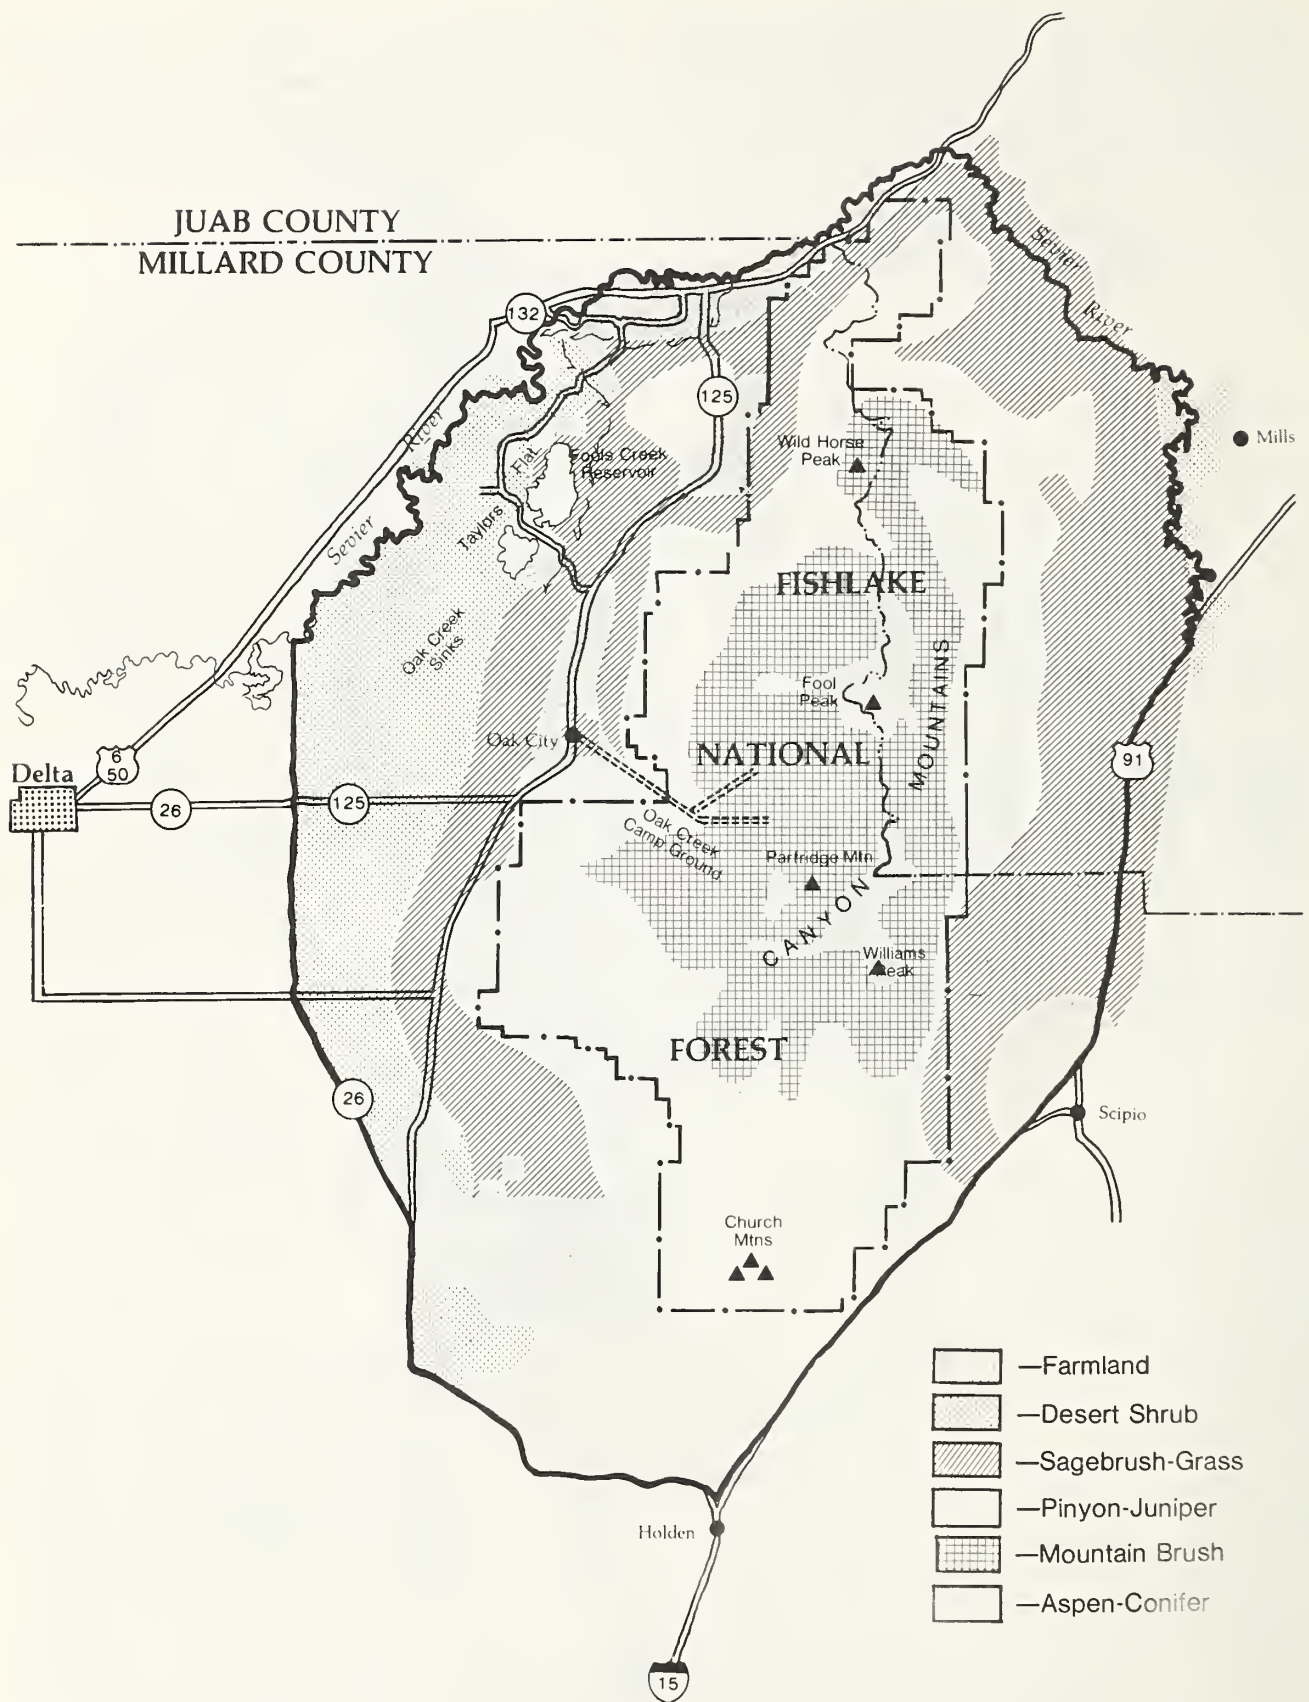 JUAB COUNTY
MILLARD COUNTY
Sevier
River
132
125
Mills
Wild Horse
Peak
River
Flat
Fools Creek
Reservoir
Taylors
Sevier
FISHLAKE
Oak Creek
Sinks
MOUNTAINS
Fool
Peak
Oak City
NATIONAL
6
50
91
Delta
26
125
Oak Creek
Camp Ground
Partridge Mtn
CANYON
Williams
Peak
FOREST
26
Scipio
Church
Mtns
—Farmland
—Desert Shrub
—Sagebrush-Grass
—Pinyon-Juniper
—Mountain Brush
—Aspen-Conifer
Holden
15